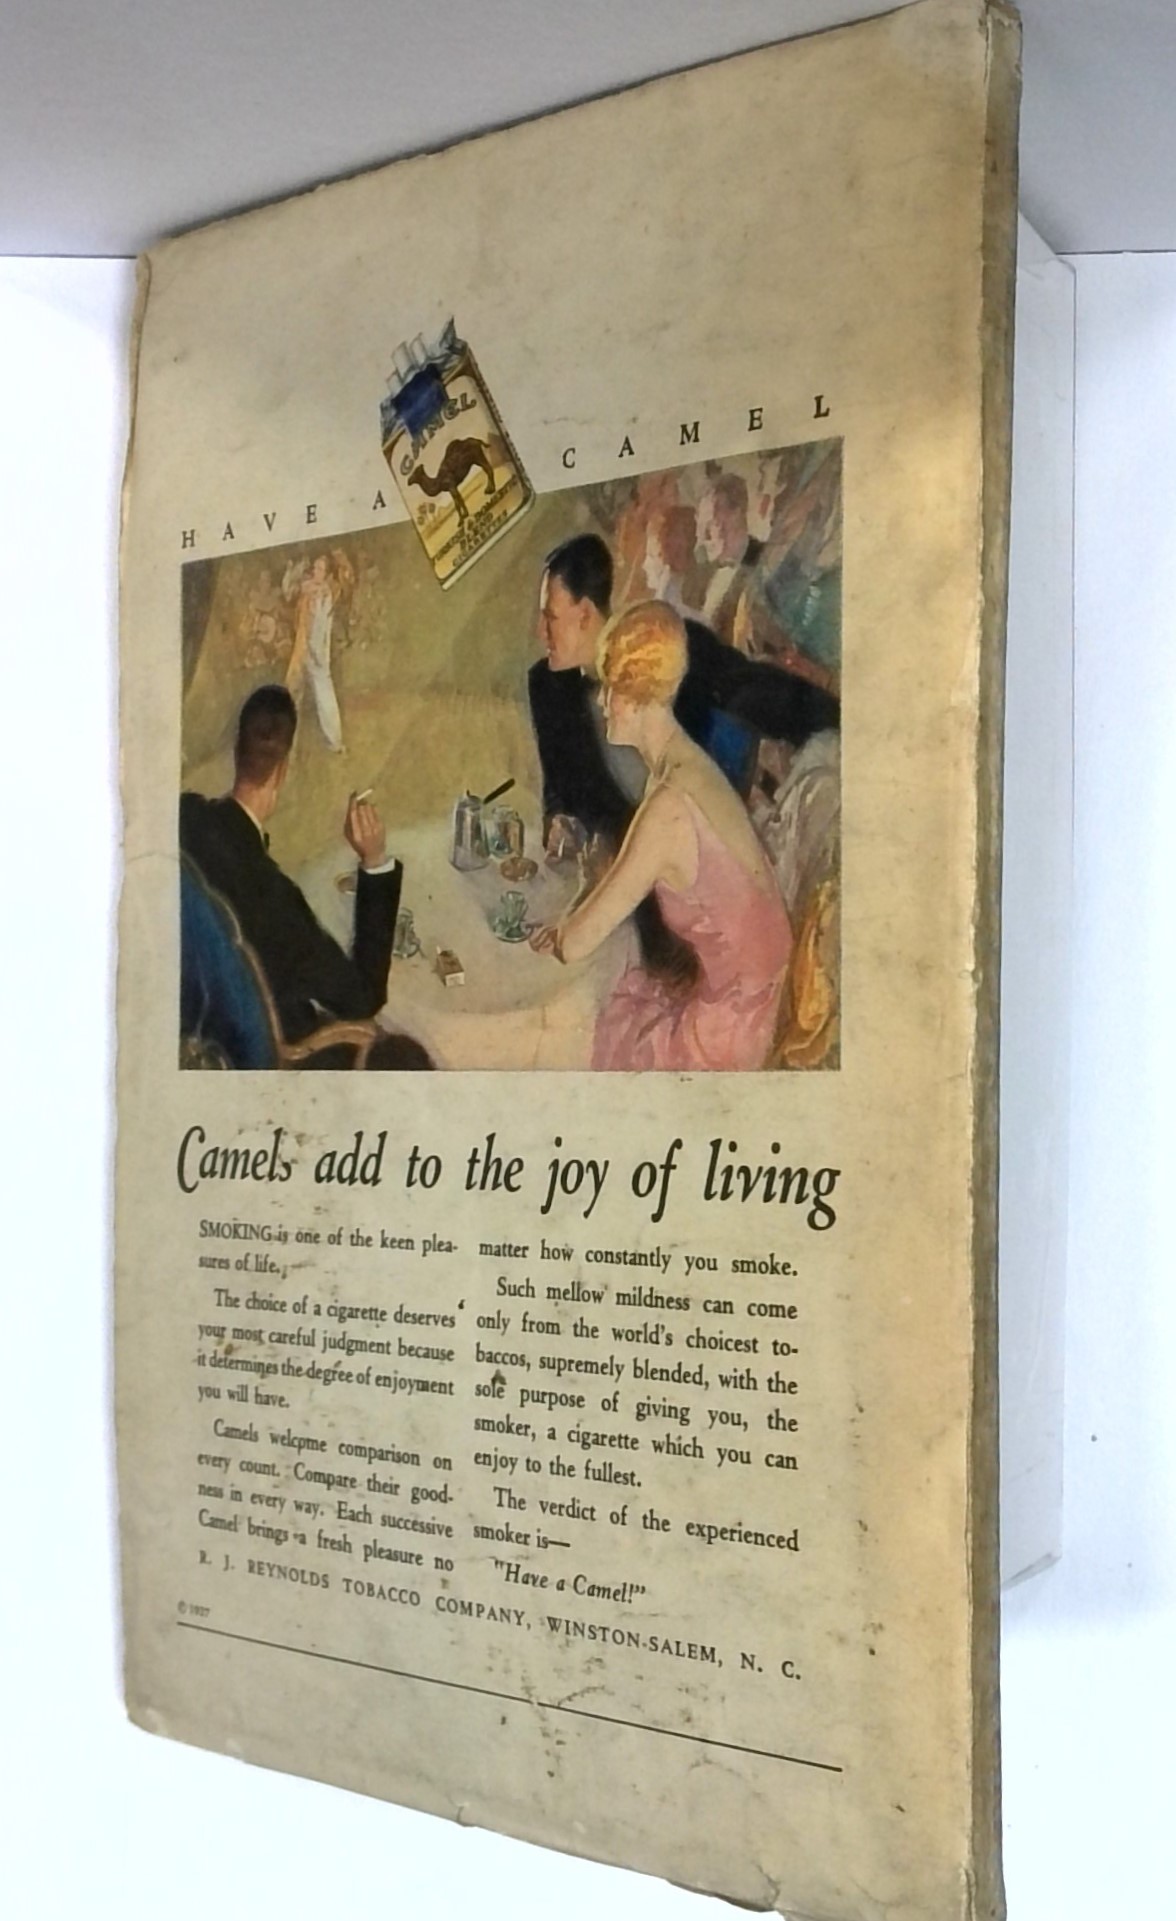 HAVE A CAMEL
CAMEL
TURKISH & DOMESTIC
BLEND
CIGARETTES
Camels add to the joy of living
SMOKING is one of the keen plea-
sures of life.
The choice of a cigarette deserves
your most careful judgment because
it determines the degree of enjoyment
you will have.
Camels welcome comparison on
every count. Compare their good-
ness in every way. Each successive
Camel brings a fresh pleasure no
matter how constantly you smoke.
Such mellow mildness can come
only from the world's choicest to-
baccos, supremely blended, with the
sole purpose of giving you, the
smoker, a cigarette which you can
enjoy to the fullest.
The verdict of the experienced
smoker is—
"Have a Camel!"
R. J. REYNOLDS TOBACCO COMPANY, WINSTON-SALEM, N. C.
© 1927